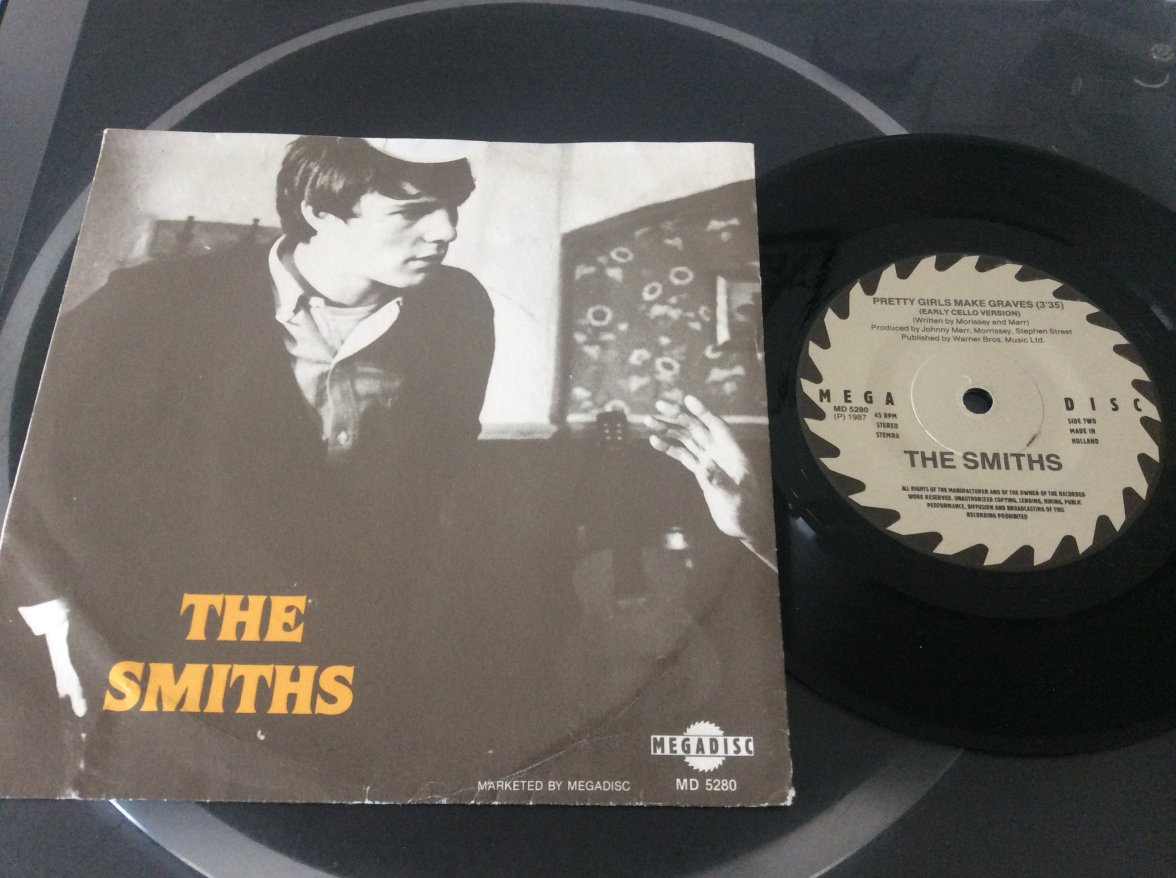 THE
SMITHS
MARKETED BY MEGADISC
MEGADISC
MD 5280
PRETTY GIRLS MAKE GRAVES (3'35)
(EARLY CELLO VERSION)
(Written by Morissey and Marr)
Produced by Johnny Marr, Morrissey, Stephen Street
Published by Warner Bros. Music Ltd.
MEGA DISC
MD 5280
(P) 1987
45 RPM
STEREO
STEMRA
SIDE TWO
MADE IN
HOLLAND
THE SMITHS
ALL RIGHTS OF THE MANUFACTURER AND OF THE OWNER OF THE RECORDED
WORK RESERVED. UNAUTHORIZED COPYING, LENDING, HIRING, PUBLIK
PERFORMANCE, DIFFUSION AND BROADCASTING OF THIS
RECORDING PROHIBITED